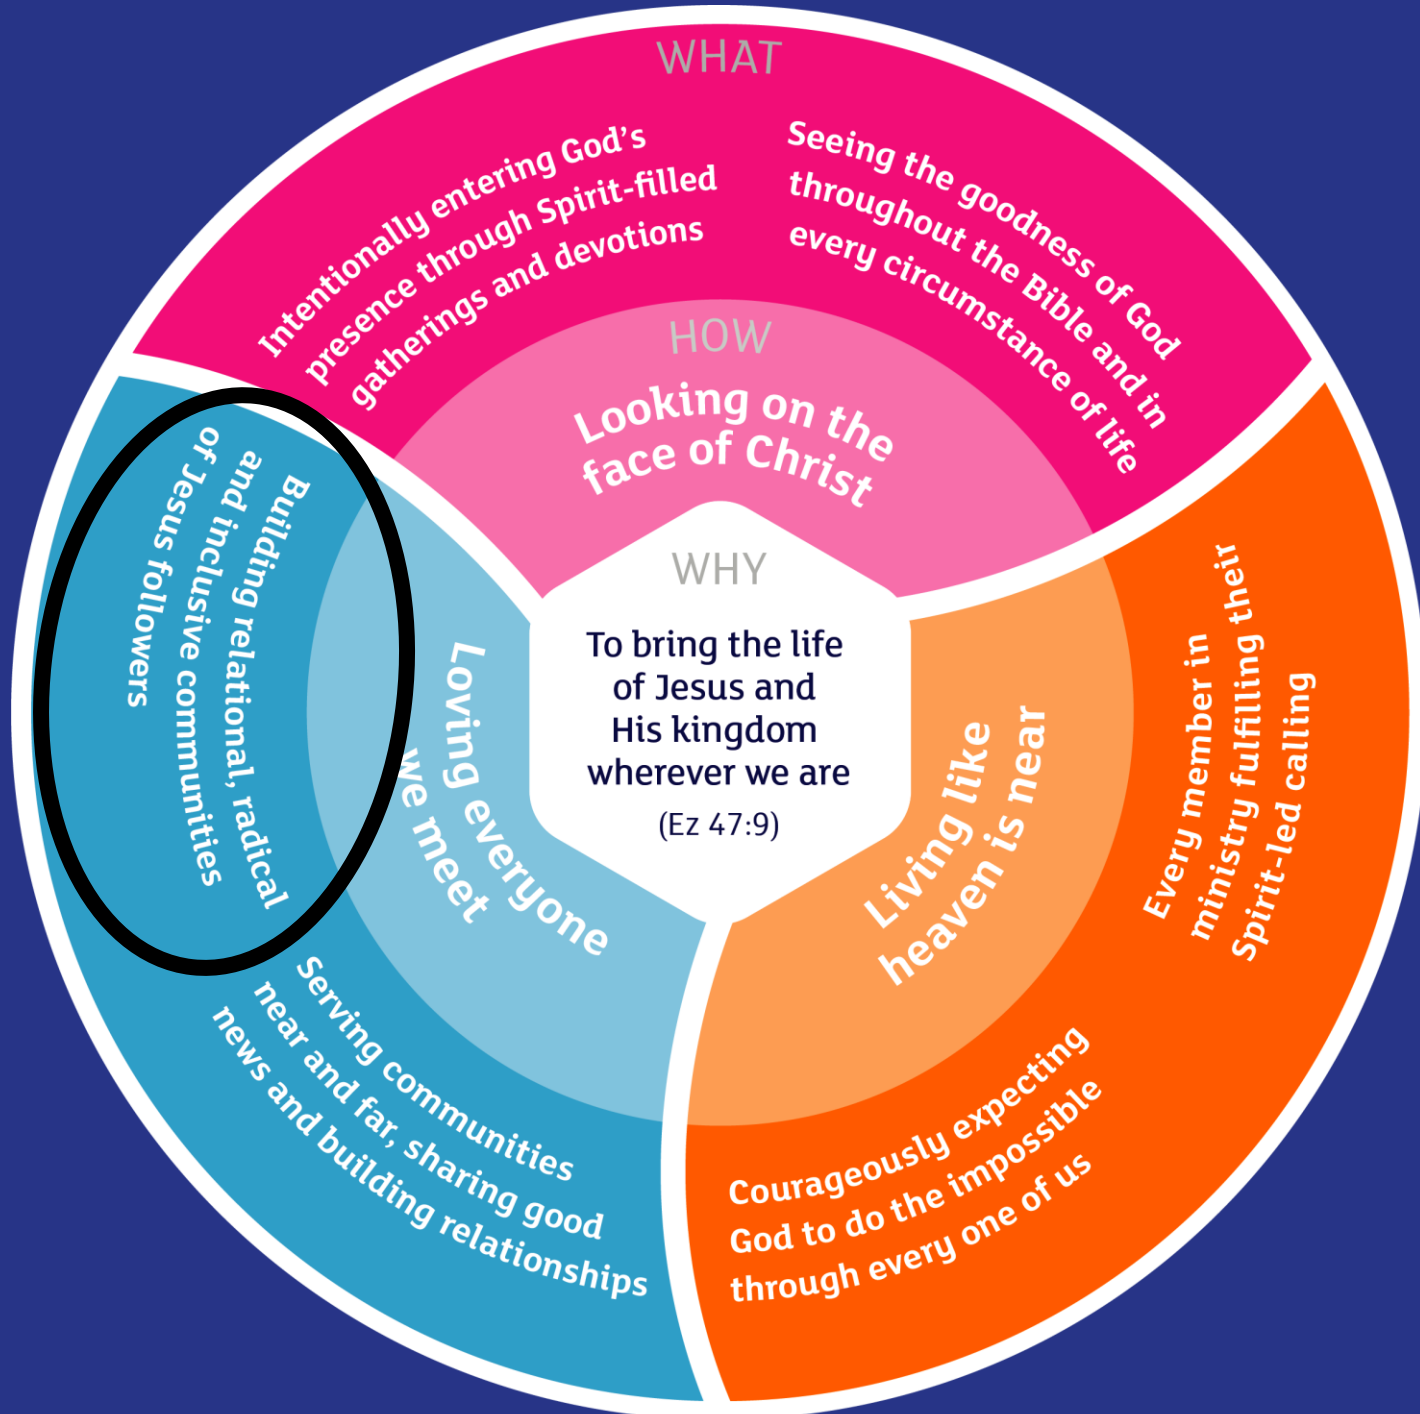 WHAT
Intentionally entering God's
presence through Spirit-filled
gatherings and devotions
Seeing the goodness of God
throughout the Bible and in
every circumstance of life
HOW
Looking on the
face of Christ
WHY
To bring the life
of Jesus and
His kingdom
wherever we are
(Ez 47:9)
Living like
heaven is near
Every member in
ministry fulfilling their
Spirit-led calling
Courageously expecting
God to do the impossible
through every one of us
Loving everyone
we meet
Building relational, radical
and inclusive communities
of Jesus followers
Serving communities
near and far, sharing good
news and building relationships